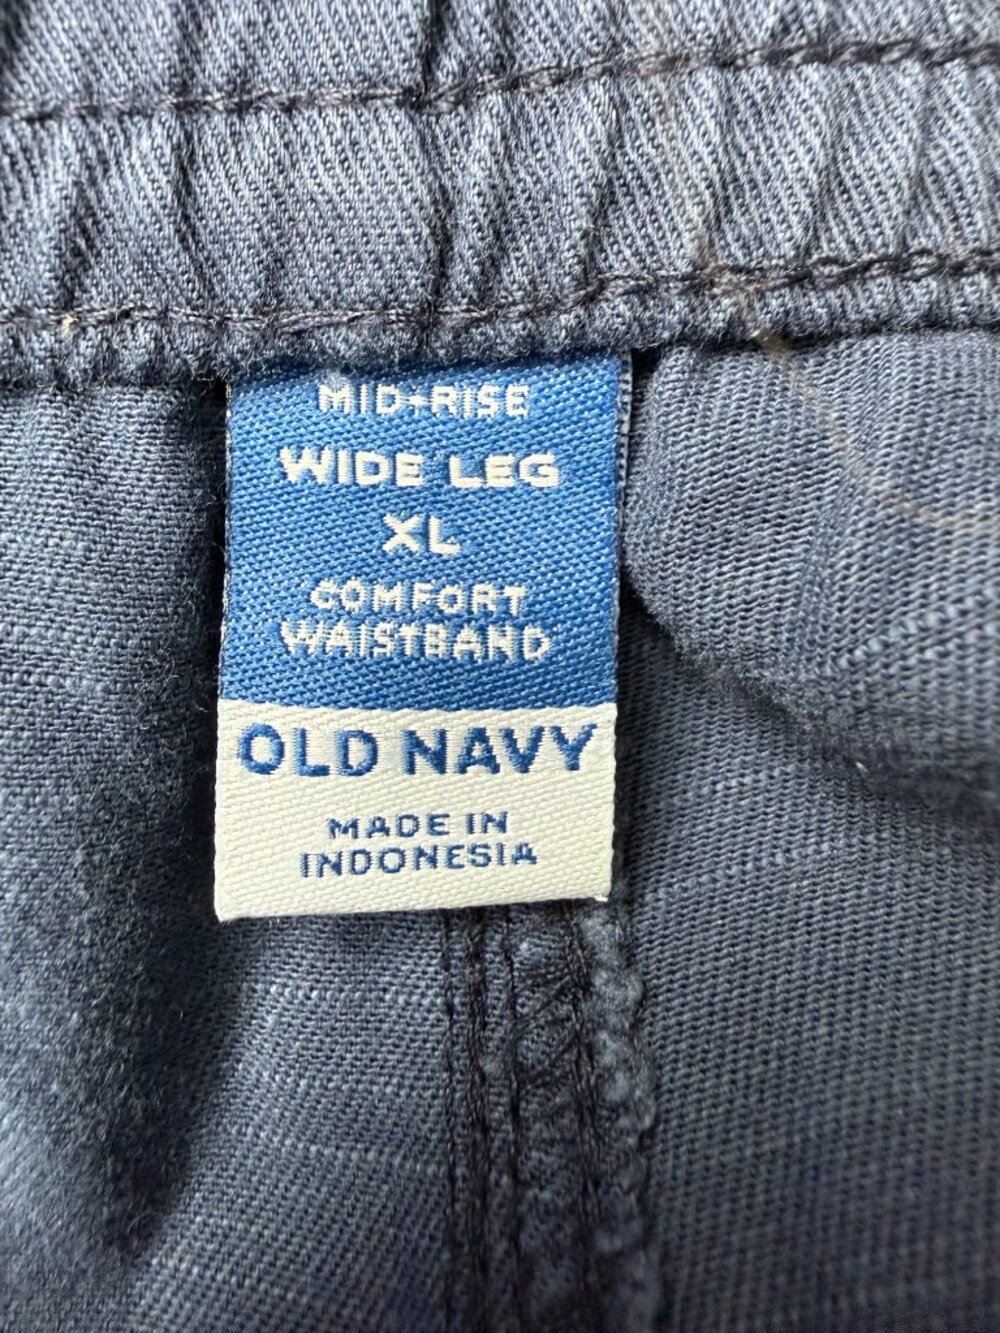 MID-RISE
WIDE LEG
XL
COMFORT
WAISTBAND
OLD NAVY
MADE IN
INDONESIA